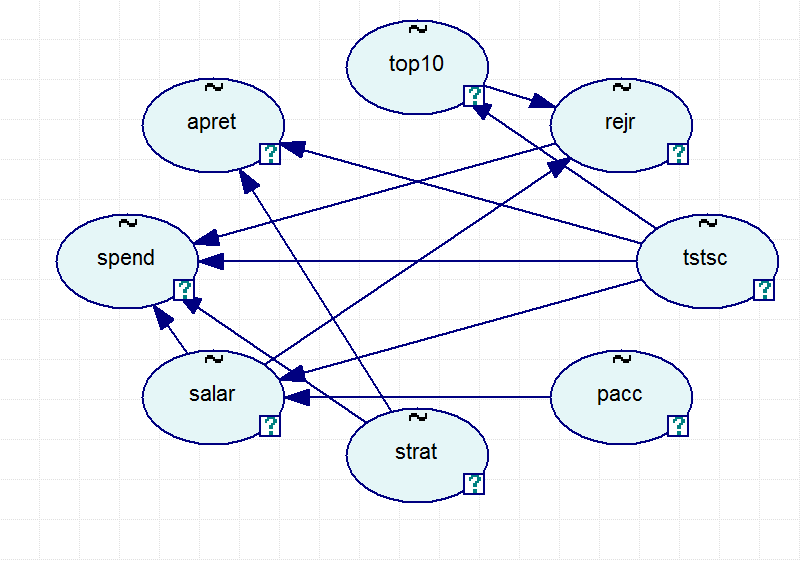 ~
top10
?
~
apret
?
~
rejr
?
~
spend
?
~
tstsc
?
~
salar
?
~
pacc
?
~
strat
?